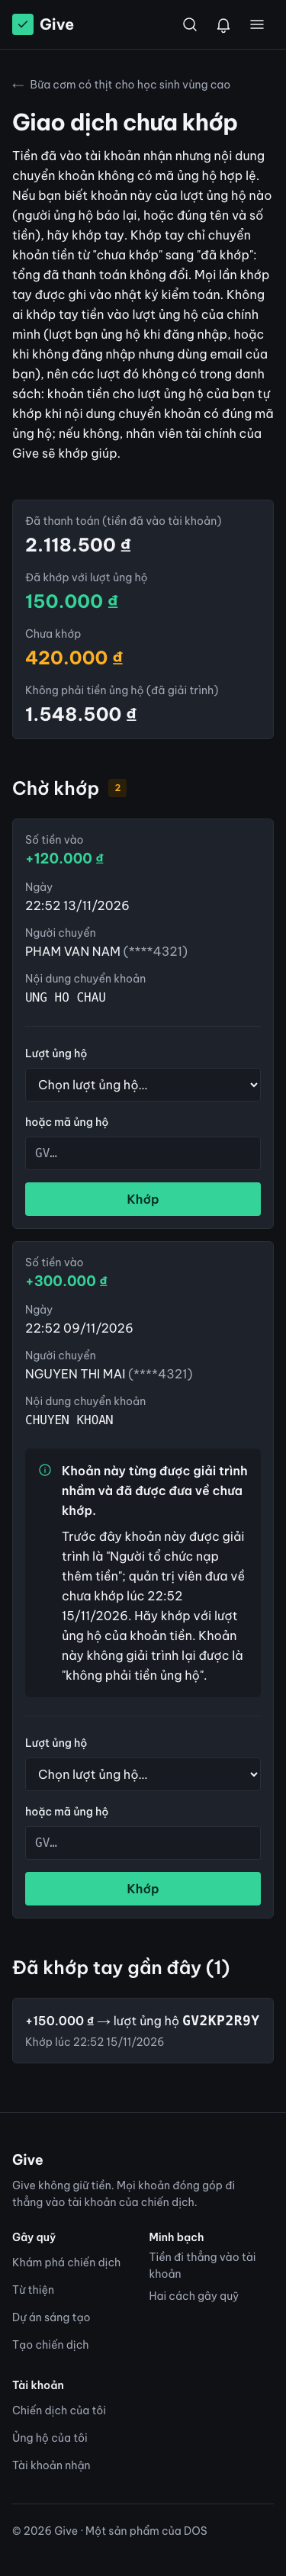 Give
← Bữa cơm có thịt cho học sinh vùng cao
Giao dịch chưa khớp
Tiền đã vào tài khoản nhận nhưng nội dung
chuyển khoản không có mã ủng hộ hợp lệ.
Nếu bạn biết khoản này của lượt ủng hộ nào
(người ủng hộ báo lại, hoặc đúng tên và số
tiền), hãy khớp tay. Khớp tay chỉ chuyển
khoản tiền từ "chưa khớp" sang "đã khớp":
tổng đã thanh toán không đổi. Mọi lần khớp
tay được ghi vào nhật ký kiểm toán. Không
ai khớp tay tiền vào lượt ủng hộ của chính
mình (lượt bạn ủng hộ khi đăng nhập, hoặc
khi không đăng nhập nhưng dùng email của
bạn), nên các lượt đó không có trong danh
sách: khoản tiền cho lượt ủng hộ của bạn tự
khớp khi nội dung chuyển khoản có đúng mã
ủng hộ; nếu không, nhân viên tài chính của
Give sẽ khớp giúp.
Đã thanh toán (tiền đã vào tài khoản)
2.118.500 ₫
Đã khớp với lượt ủng hộ
150.000 ₫
Chưa khớp
420.000 ₫
Không phải tiền ủng hộ (đã giải trình)
1.548.500 ₫
Chờ khớp 2
Số tiền vào
+120.000 ₫
Ngày
22:52 13/11/2026
Người chuyển
PHAM VAN NAM (****4321)
Nội dung chuyển khoản
UNG HO CHAU
Lượt ủng hộ
Chọn lượt ủng hộ...
hoặc mã ủng hộ
GV…
Khớp
Số tiền vào
+300.000 ₫
Ngày
22:52 09/11/2026
Người chuyển
NGUYEN THI MAI (****4321)
Nội dung chuyển khoản
CHUYEN KHOAN
Khoản này từng được giải trình
nhầm và đã được đưa về chưa
khớp.
Trước đây khoản này được giải
trình là "Người tổ chức nạp
thêm tiền"; quản trị viên đưa về
chưa khớp lúc 22:52
15/11/2026. Hãy khớp với lượt
ủng hộ của khoản tiền. Khoản
này không giải trình lại được là
"không phải tiền ủng hộ".
Lượt ủng hộ
Chọn lượt ủng hộ...
hoặc mã ủng hộ
GV…
Khớp
Đã khớp tay gần đây (1)
+150.000 ₫ → lượt ủng hộ GV2KP2R9Y
Khớp lúc 22:52 15/11/2026
Give
Give không giữ tiền. Mọi khoản đóng góp đi
thẳng vào tài khoản của chiến dịch.
Gây quỹ
Khám phá chiến dịch
Từ thiện
Dự án sáng tạo
Tạo chiến dịch
Minh bạch
Tiền đi thẳng vào tài
khoản
Hai cách gây quỹ
Tài khoản
Chiến dịch của tôi
Ủng hộ của tôi
Tài khoản nhận
© 2026 Give · Một sản phẩm của DOS